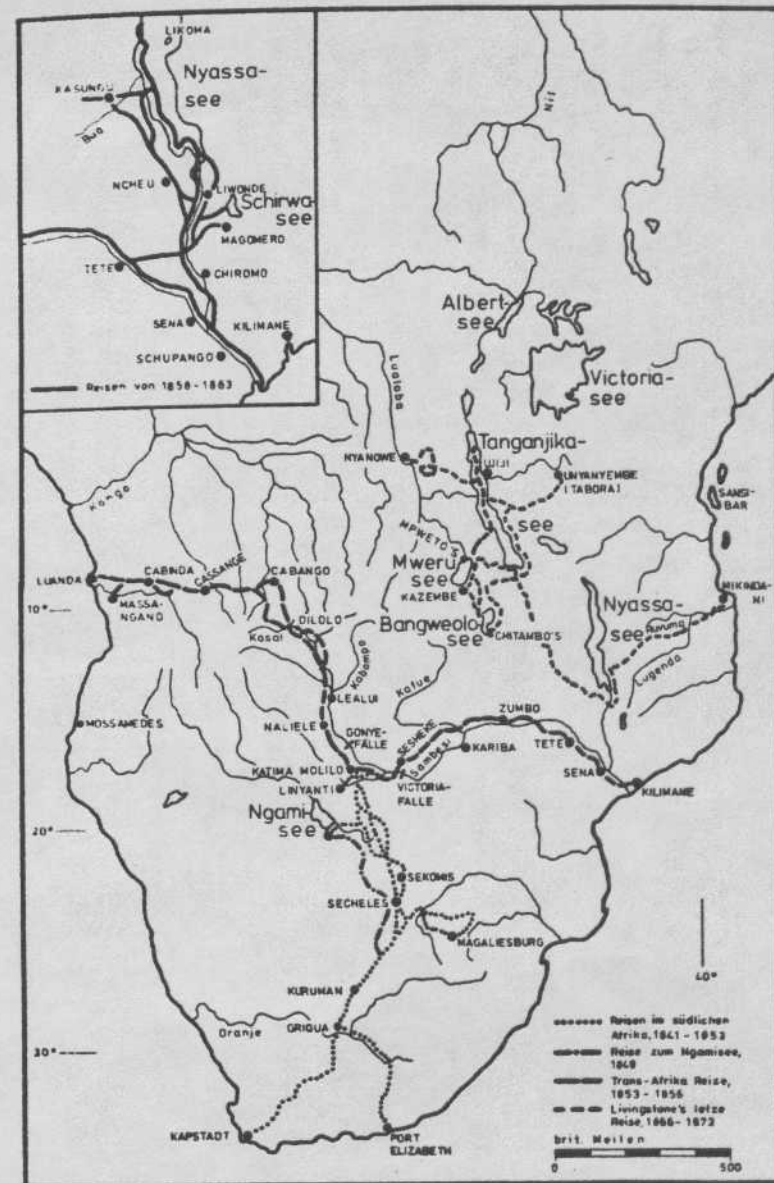 LIKOMA
Nyassa-
see
KASUNGU
Bua
NCHEU
LIWONDE
Schirwa-
see
MAGOMERO
TETE
CHIROMO
SENA
KILIMANE
SCHUPANGO
Reisen von 1858-1863
Nil
Albert-
see
Victoria-
see
Lualaba
NYANGWE
Tanganjika-
see
UJIJI
UNYANYEMBE
(TABORA)
SANSI-
BAR
Kongo
MPWETO'S
Mweru
see
KAZEMBE
LUANDA
CABINDA
CASSANGE
CABANGO
MASSA-
NGANO
10°
DILOLO
Kasai
Bangweolo
see
CHITAMBO'S
Nyassa-
see
MIKINDA-
NI
Ruvuma
Lugenda
Kabompo
Kafue
LEALUI
MOSSAMEDES
NALIELE
GONYE-
FÄLLE
SESHEKE
ZUMBO
Sambesi
KARIBA
TETE
SENA
KATIMA MOLILO
LINYANTI
VICTORIA-
FALLE
KILIMANE
Ngami-
see
20°
SEKOMIS
SECHELES
MAGALIESBURG
40°
KURUMAN
Oranje
GRIQUA
30°
KAPSTADT
PORT
ELIZABETH
Reisen im südlichen
Afrika, 1841-1853
Reise zum Ngamisee,
1849
Trans-Afrika Reise,
1853-1856
Livingstone's letze
Reise, 1866-1873
brit. Meilen
0 500